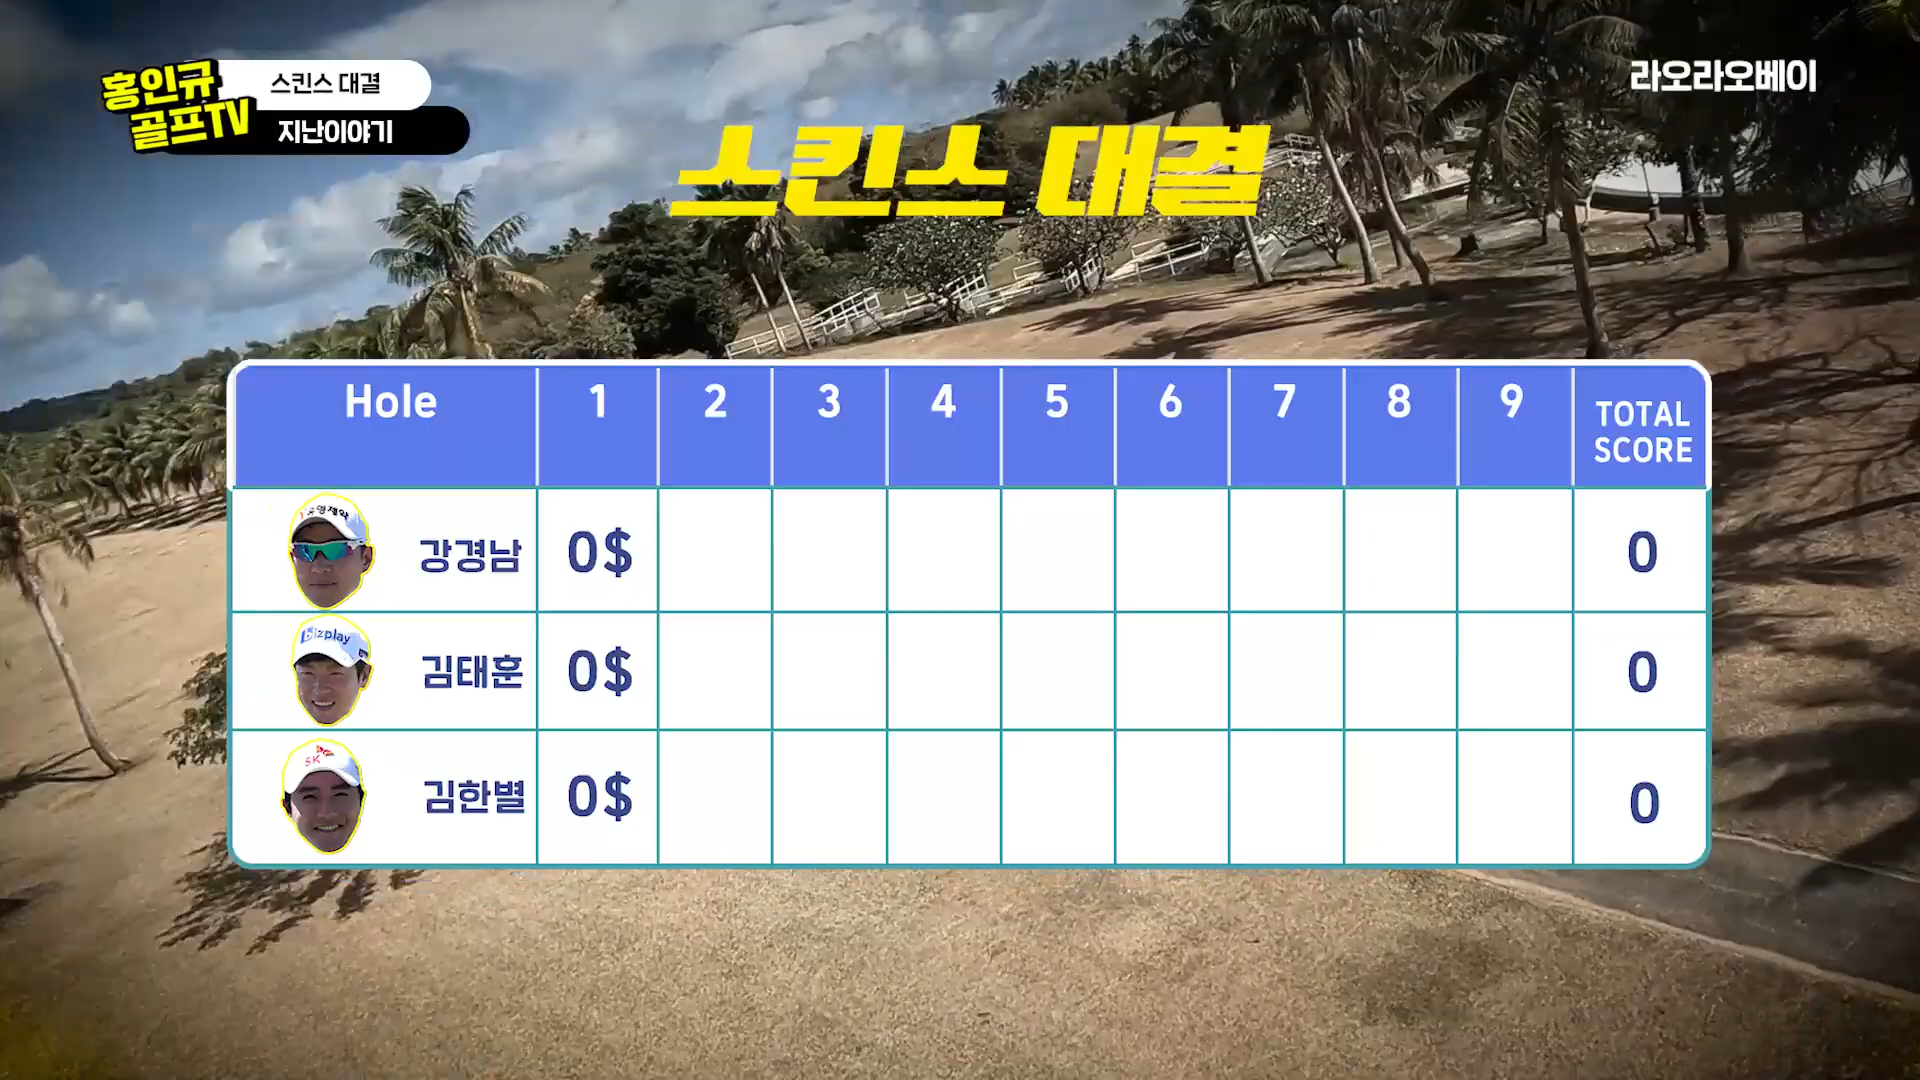 홍인규
골프TV
스킨스 대결
지난이야기
라오라오베이
스킨스 대결
Hole 1 2 3 4 5 6 7 8 9 TOTAL SCORE
강경남 0$ 0
bizplay
김태훈 0$ 0
SK
김한별 0$ 0